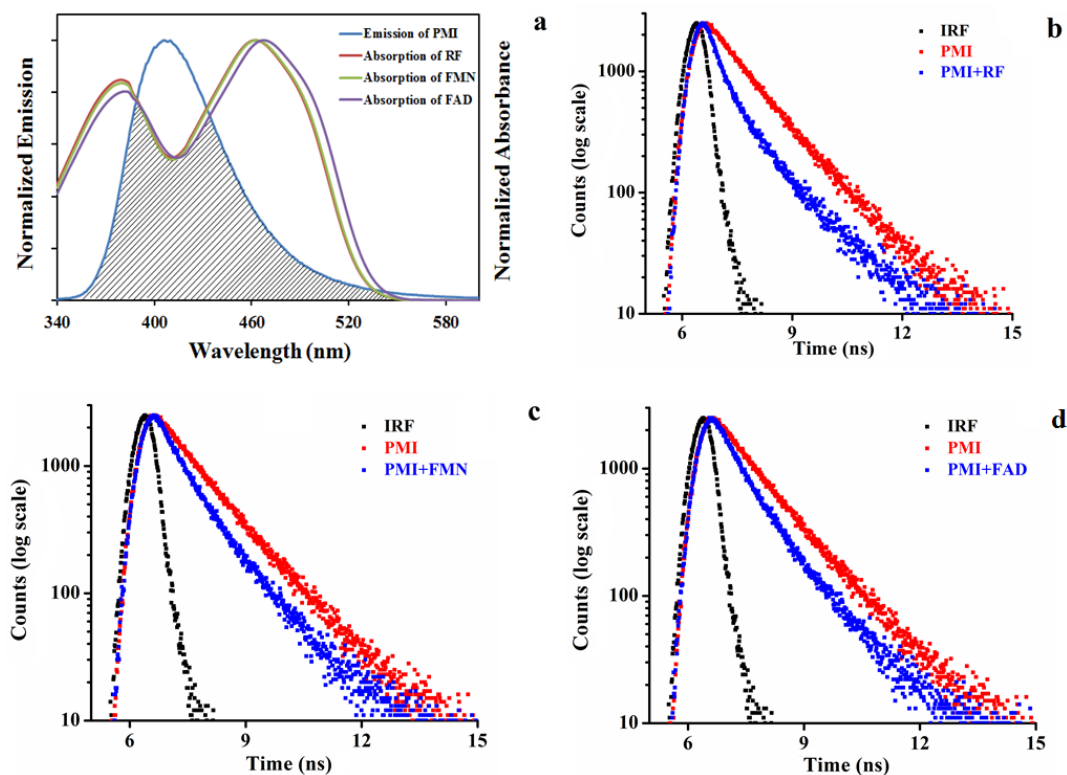 a
Emission of PMI
Absorption of RF
Absorption of FMN
Absorption of FAD
Normalized Emission
Normalized Absorbance
340 400 460 520 580
Wavelength (nm)
b
IRF
PMI
PMI+RF
Counts (log scale)
1000
100
10
6 9 12 15
Time (ns)
c
IRF
PMI
PMI+FMN
Counts (log scale)
1000
100
10
6 9 12 15
Time (ns)
d
IRF
PMI
PMI+FAD
Counts (log scale)
1000
100
10
6 9 12 15
Time (ns)